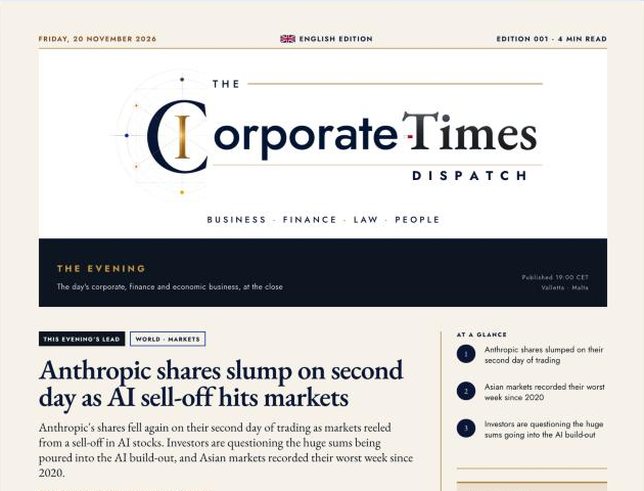 FRIDAY, 20 NOVEMBER 2026
ENGLISH EDITION
EDITION 001 · 4 MIN READ
THE
Corporate·Times
DISPATCH
BUSINESS · FINANCE · LAW · PEOPLE
THE EVENING
The day's corporate, finance and economic business, at the close
Published 19:00 CET
Valletta · Malta
THIS EVENING'S LEAD
WORLD · MARKETS
Anthropic shares slump on second
day as AI sell-off hits markets
Anthropic's shares fell again on their second day of trading as markets reeled
from a sell-off in AI stocks. Investors are questioning the huge sums being
poured into the AI build-out, and Asian markets recorded their worst week since
2020.
AT A GLANCE
1
Anthropic shares slumped on their
second day of trading
2
Asian markets recorded their worst
week since 2020
3
Investors are questioning the huge
sums going into the AI build-out